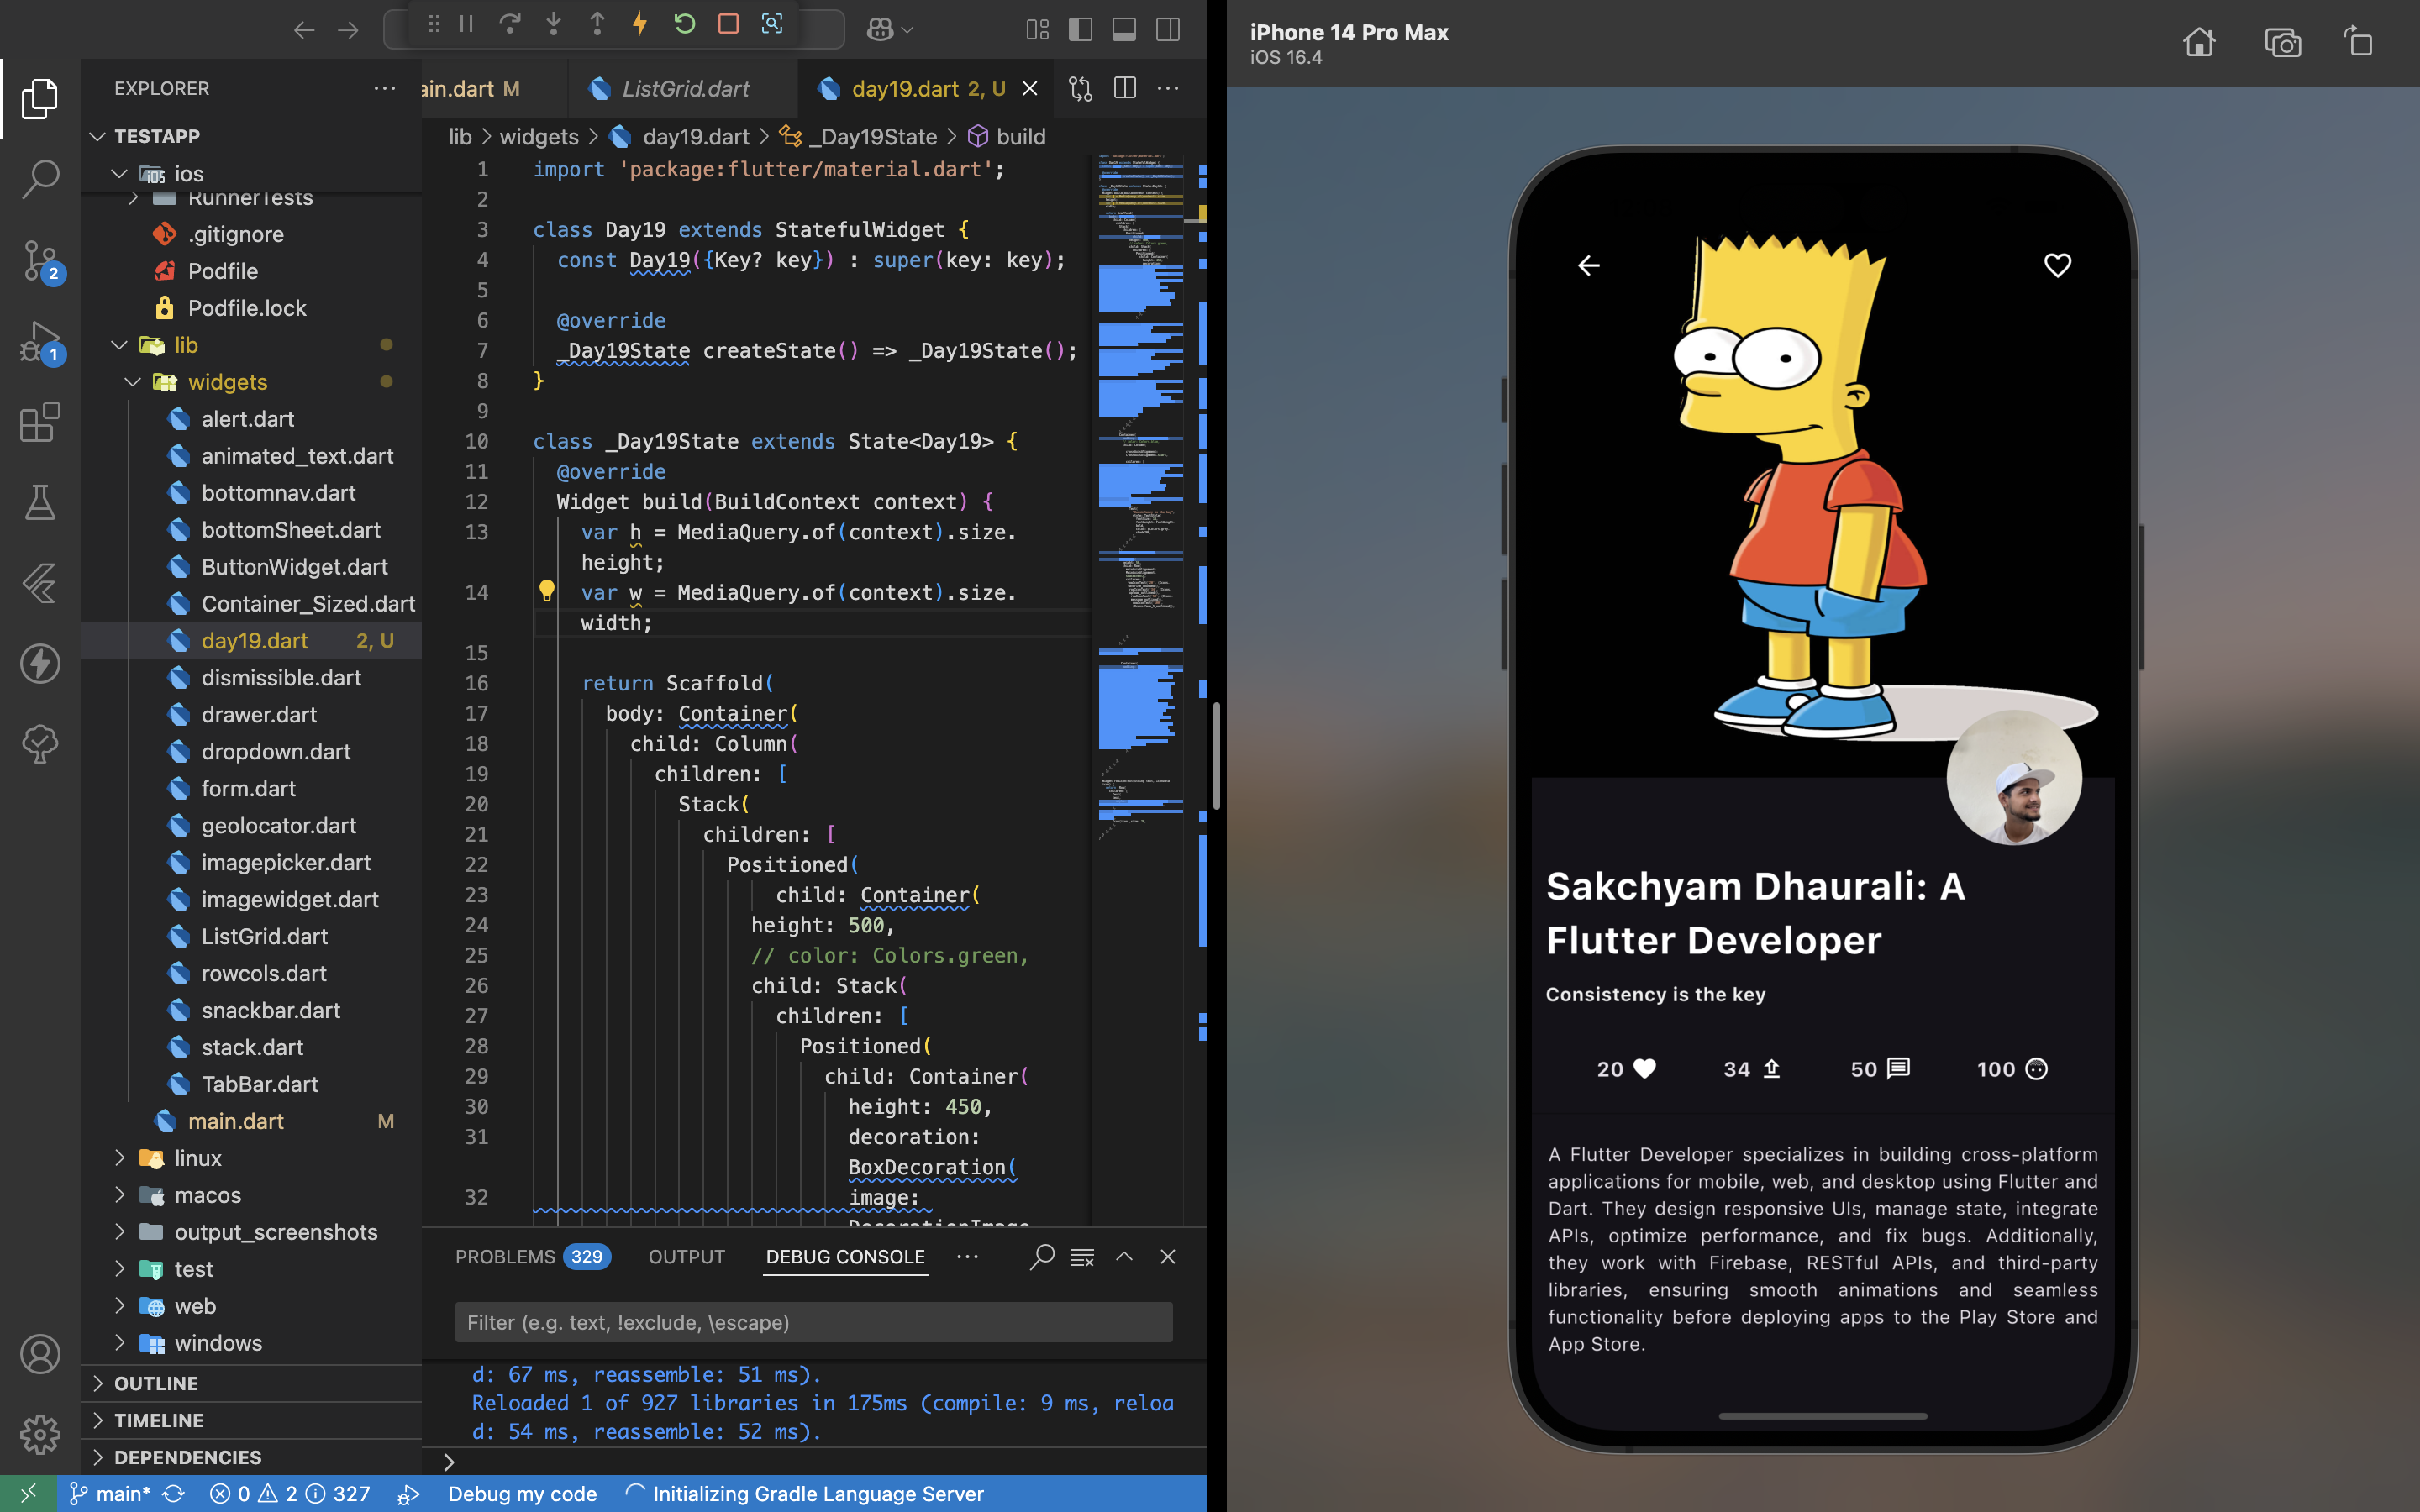 EXPLORER
TESTAPP
ios
RunnerTests
.gitignore
Podfile
Podfile.lock
lib
widgets
alert.dart
animated_text.dart
bottomnav.dart
bottomSheet.dart
ButtonWidget.dart
Container_Sized.dart
day19.dart 2, U
dismissible.dart
drawer.dart
dropdown.dart
form.dart
geolocator.dart
imagepicker.dart
imagewidget.dart
ListGrid.dart
rowcols.dart
snackbar.dart
stack.dart
TabBar.dart
main.dart M
linux
macos
output_screenshots
test
web
windows
OUTLINE
TIMELINE
DEPENDENCIES
2
1
ain.dart M
ListGrid.dart
day19.dart 2, U
lib > widgets > day19.dart > _Day19State > build
1 import 'package:flutter/material.dart';
2
3 class Day19 extends StatefulWidget {
4 const Day19({Key? key}) : super(key: key);
5
6 @override
7 _Day19State createState() => _Day19State();
8 }
9
10 class _Day19State extends State<Day19> {
11 @override
12 Widget build(BuildContext context) {
13 var h = MediaQuery.of(context).size.
height;
14 var w = MediaQuery.of(context).size.
width;
15
16 return Scaffold(
17 body: Container(
18 child: Column(
19 children: [
20 Stack(
21 children: [
22 Positioned(
23 child: Container(
24 height: 500,
25 // color: Colors.green,
26 child: Stack(
27 children: [
28 Positioned(
29 child: Container(
30 height: 450,
31 decoration:
BoxDecoration(
32 image:
DecorationImage
PROBLEMS 329 OUTPUT DEBUG CONSOLE
Filter (e.g. text, !exclude, \escape)
d: 67 ms, reassemble: 51 ms).
Reloaded 1 of 927 libraries in 175ms (compile: 9 ms, reloa
d: 54 ms, reassemble: 52 ms).
main* 0 2 327 Debug my code Initializing Gradle Language Server
iPhone 14 Pro Max
iOS 16.4
Sakchyam Dhaurali: A
Flutter Developer
Consistency is the key
20 34 50 100
A Flutter Developer specializes in building cross-platform
applications for mobile, web, and desktop using Flutter and
Dart. They design responsive UIs, manage state, integrate
APIs, optimize performance, and fix bugs. Additionally,
they work with Firebase, RESTful APIs, and third-party
libraries, ensuring smooth animations and seamless
functionality before deploying apps to the Play Store and
App Store.